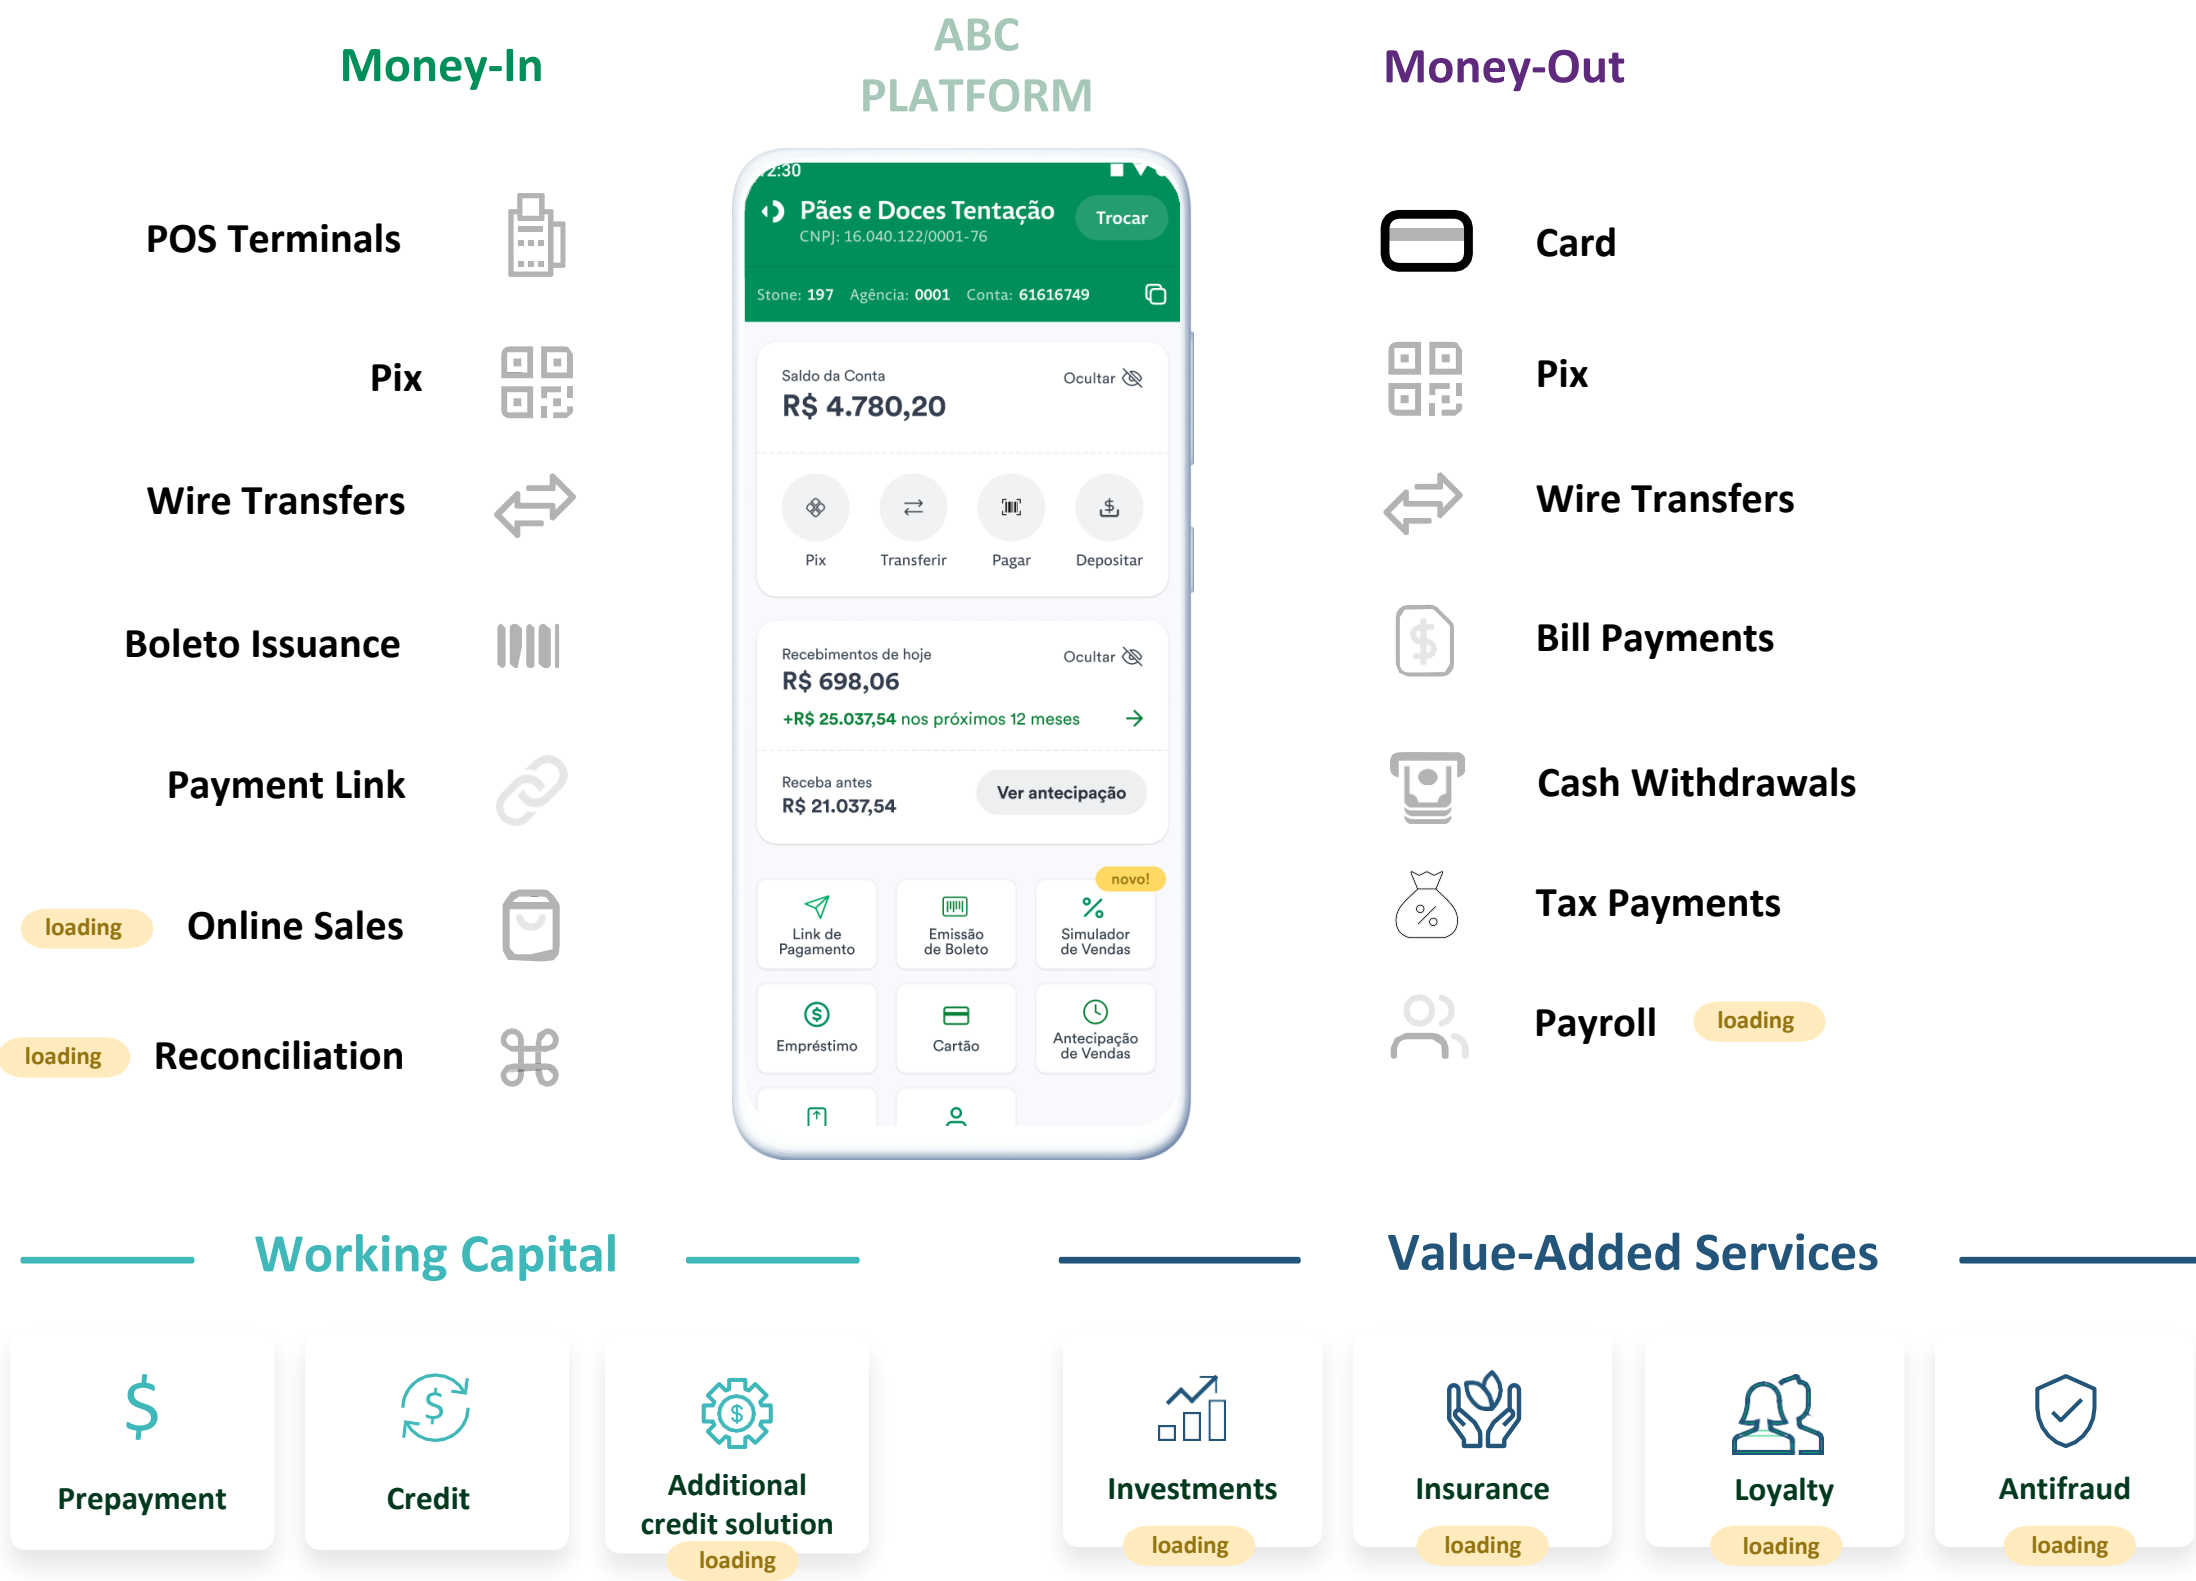 ABC
PLATFORM
Money-In
Money-Out
POS Terminals
Pix
Wire Transfers
Boleto Issuance
Payment Link
loading Online Sales
loading Reconciliation
2:30
Pães e Doces Tentação
CNPJ: 16.040.122/0001-76
Trocar
Stone: 197 Agência: 0001 Conta: 61616749
Saldo da Conta
Ocultar
R$ 4.780,20
Pix Transferir Pagar Depositar
Recebimentos de hoje
Ocultar
R$ 698,06
+R$ 25.037,54 nos próximos 12 meses
Receba antes
R$ 21.037,54
Ver antecipação
novo!
Link de
Pagamento
Emissão
de Boleto
Simulador
de Vendas
Empréstimo
Cartão
Antecipação
de Vendas
Card
Pix
Wire Transfers
Bill Payments
Cash Withdrawals
Tax Payments
Payroll loading
Working Capital
Prepayment
Credit
Additional
credit solution
loading
Value-Added Services
Investments
loading
Insurance
loading
Loyalty
loading
Antifraud
loading